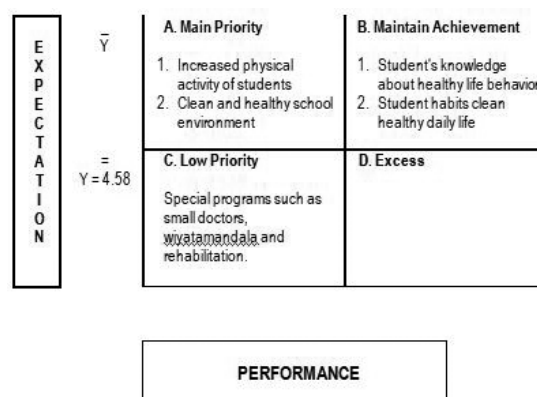 EXPECTATION
Y̅
Y̿ = 4.58
A. Main Priority
1. Increased physical
activity of students
2. Clean and healthy school
environment
B. Maintain Achievement
1. Student's knowledge
about healthy life behavior
2. Student habits clean
healthy daily life
C. Low Priority
Special programs such as
small doctors,
wiyatamandala and
rehabilitation.
D. Excess
PERFORMANCE